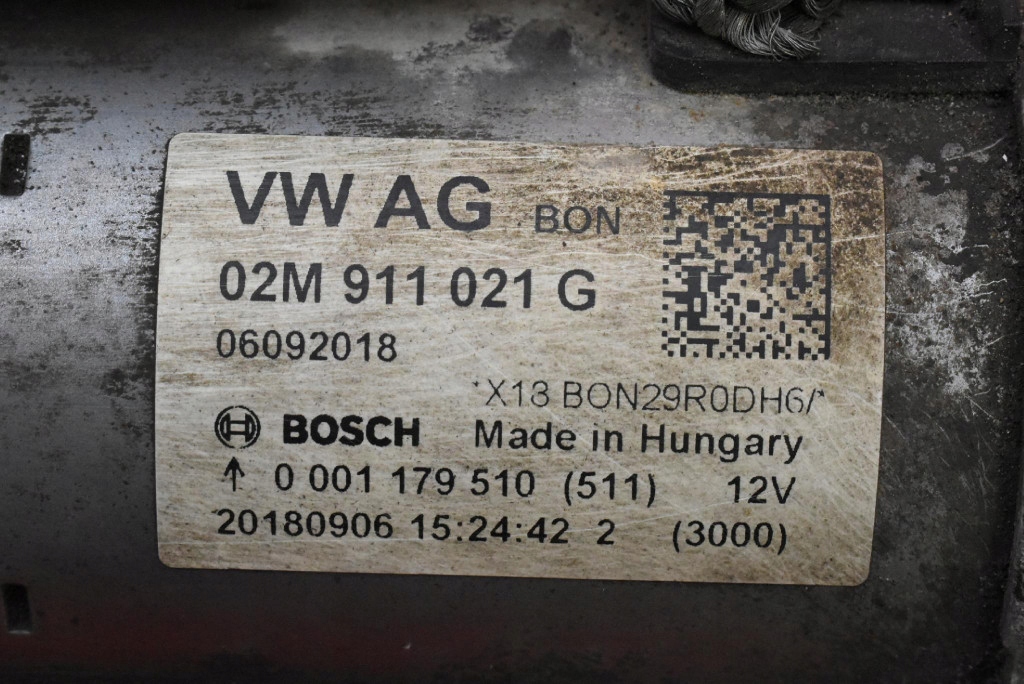 VW AG BON
02M 911 021 G
06092018
*X13 BON29R0DH6/*
BOSCH Made in Hungary
↑ 0 001 179 510 (511) 12V
20180906 15:24:42 2 (3000)